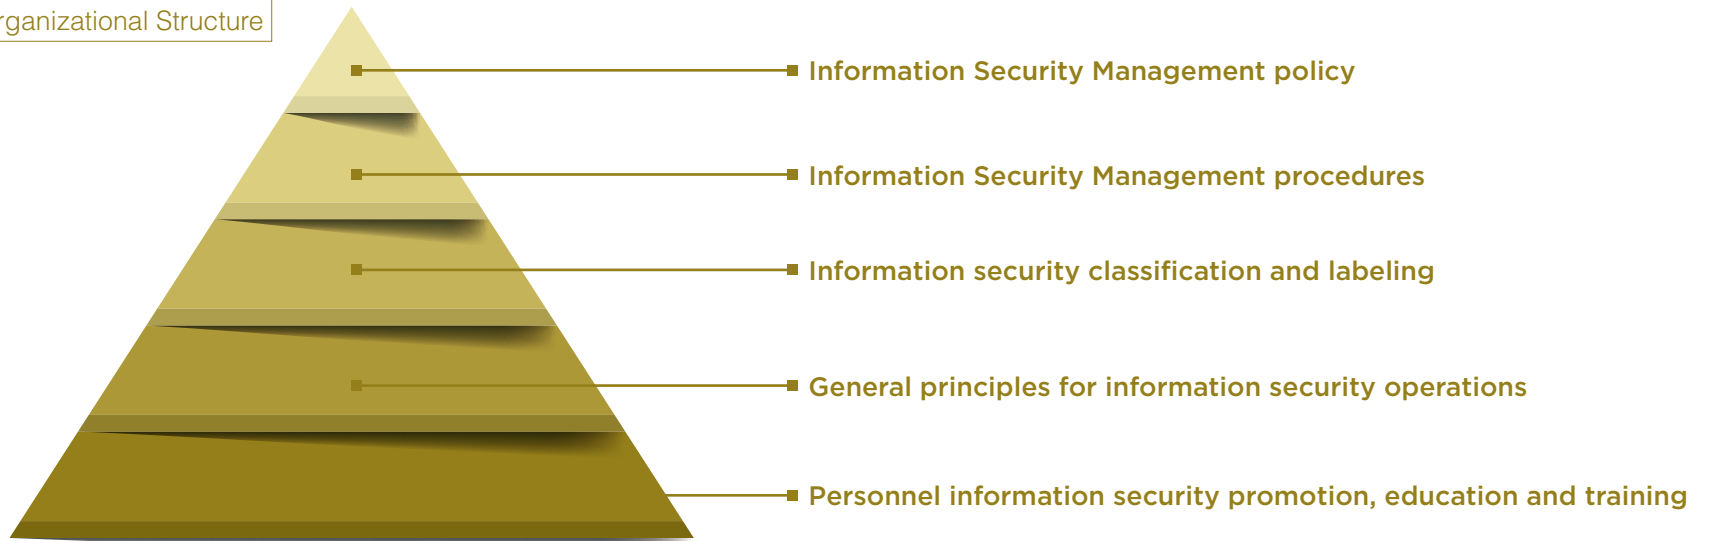 rganizational Structure
Information Security Management policy
Information Security Management procedures
Information security classification and labeling
General principles for information security operations
Personnel information security promotion, education and training